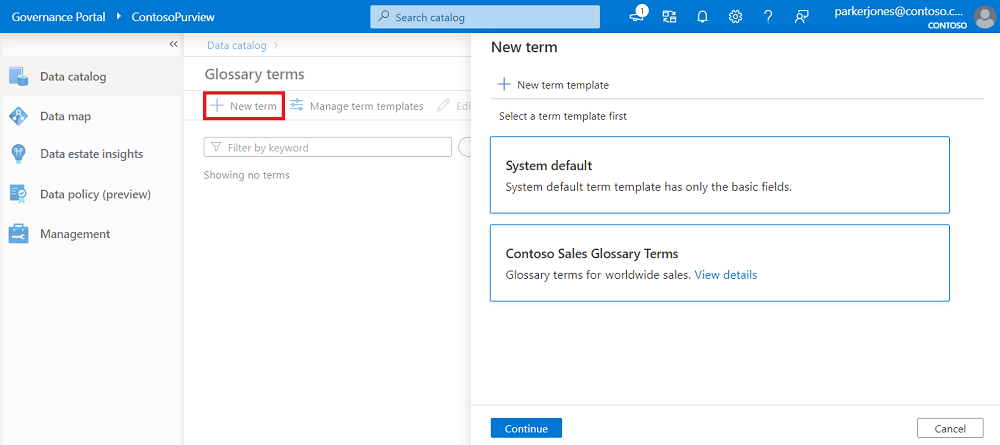 Governance Portal ▸ ContosoPurview
Search catalog
1
parkerjones@contoso.c...
CONTOSO
«
Data catalog
Data map
Data estate insights
Data policy (preview)
Management
Data catalog >
Glossary terms
New term
Manage term templates
Edi
Filter by keyword
Showing no terms
New term
New term template
Select a term template first
System default
System default term template has only the basic fields.
Contoso Sales Glossary Terms
Glossary terms for worldwide sales. View details
Continue
Cancel